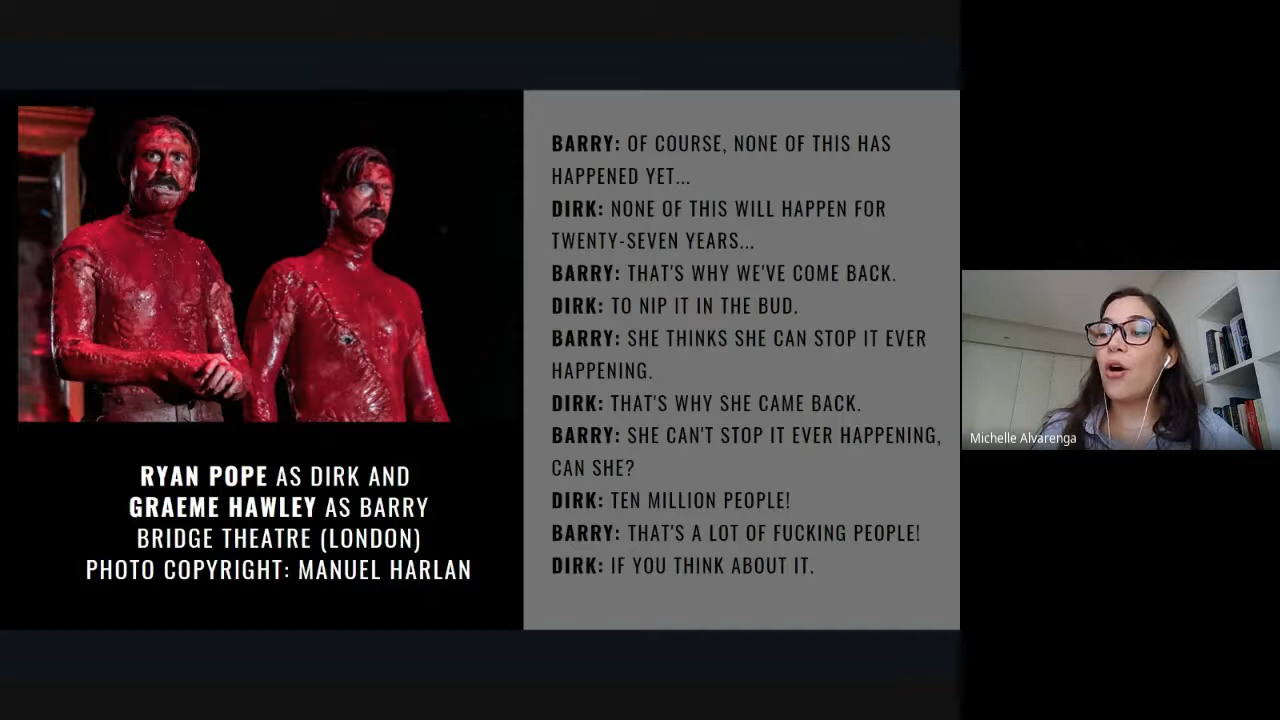 BARRY: OF COURSE, NONE OF THIS HAS
HAPPENED YET...
DIRK: NONE OF THIS WILL HAPPEN FOR
TWENTY-SEVEN YEARS...
BARRY: THAT'S WHY WE'VE COME BACK.
DIRK: TO NIP IT IN THE BUD.
BARRY: SHE THINKS SHE CAN STOP IT EVER
HAPPENING.
DIRK: THAT'S WHY SHE CAME BACK.
BARRY: SHE CAN'T STOP IT EVER HAPPENING,
CAN SHE?
DIRK: TEN MILLION PEOPLE!
BARRY: THAT'S A LOT OF FUCKING PEOPLE!
DIRK: IF YOU THINK ABOUT IT.
RYAN POPE AS DIRK AND
GRAEME HAWLEY AS BARRY
BRIDGE THEATRE (LONDON)
PHOTO COPYRIGHT: MANUEL HARLAN
Michelle Alvarenga